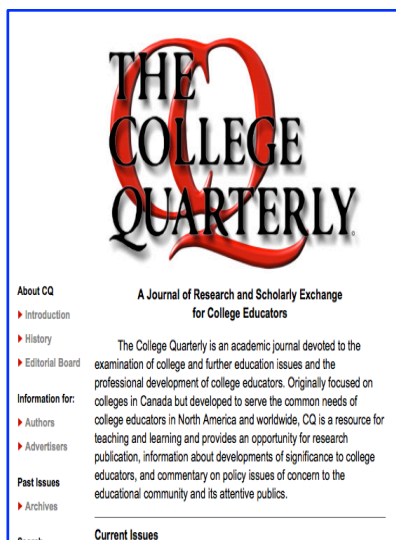 THE
COLLEGE
QUARTERLY
About CQ
Introduction
History
Editorial Board
Information for:
Authors
Advertisers
Past Issues
Archives
A Journal of Research and Scholarly Exchange
for College Educators
The College Quarterly is an academic journal devoted to the
examination of college and further education issues and the
professional development of college educators. Originally focused on
colleges in Canada but developed to serve the common needs of
college educators in North America and worldwide, CQ is a resource for
teaching and learning and provides an opportunity for research
publication, information about developments of significance to college
educators, and commentary on policy issues of concern to the
educational community and its attentive publics.
Current Issues